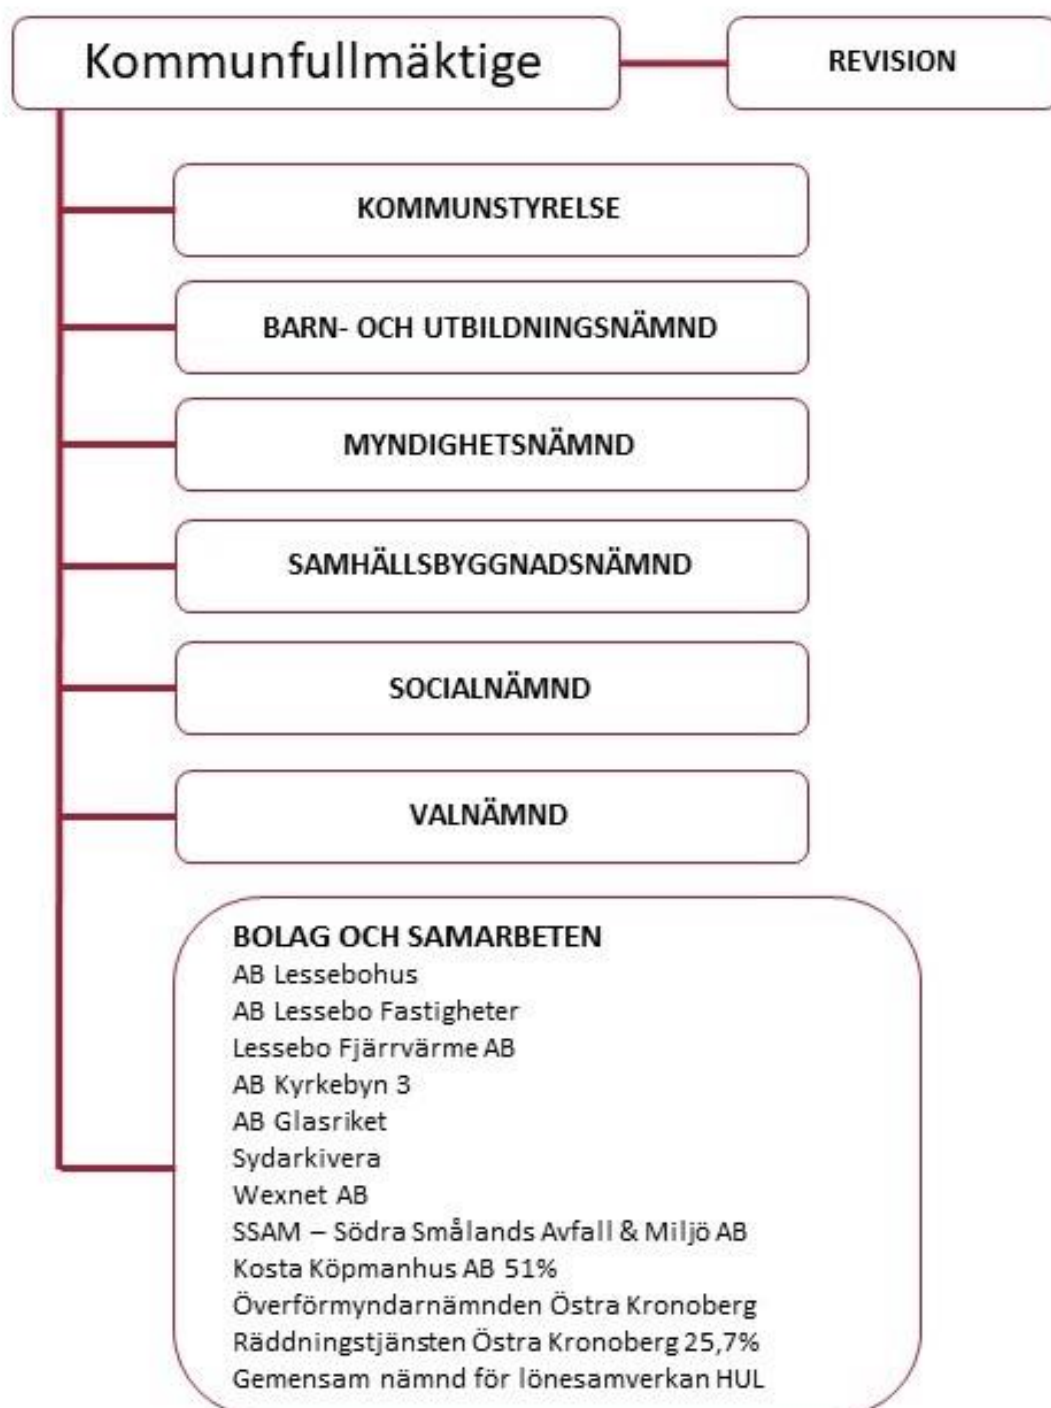 Kommunfullmäktige
REVISION
KOMMUNSTYRELSE
BARN- OCH UTBILDNINGSNÄMND
MYNDIGHETSNÄMND
SAMHÄLLSBYGGNADSNÄMND
SOCIALNÄMND
VALNÄMND
BOLAG OCH SAMARBETEN
AB Lessebohus
AB Lessebo Fastigheter
Lessebo Fjärrvärme AB
AB Kyrkebyn 3
AB Glasriket
Sydarkivera
Wexnet AB
SSAM – Södra Smålands Avfall & Miljö AB
Kosta Köpmanhus AB 51%
Överförmyndarnämnden Östra Kronoberg
Räddningstjänsten Östra Kronoberg 25,7%
Gemensam nämnd för lönesamverkan HUL